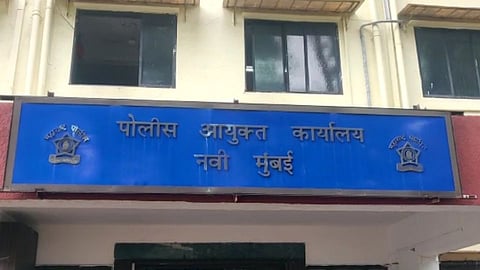 पोलीस आयुक्त कार्यालय
नवी मुंबई